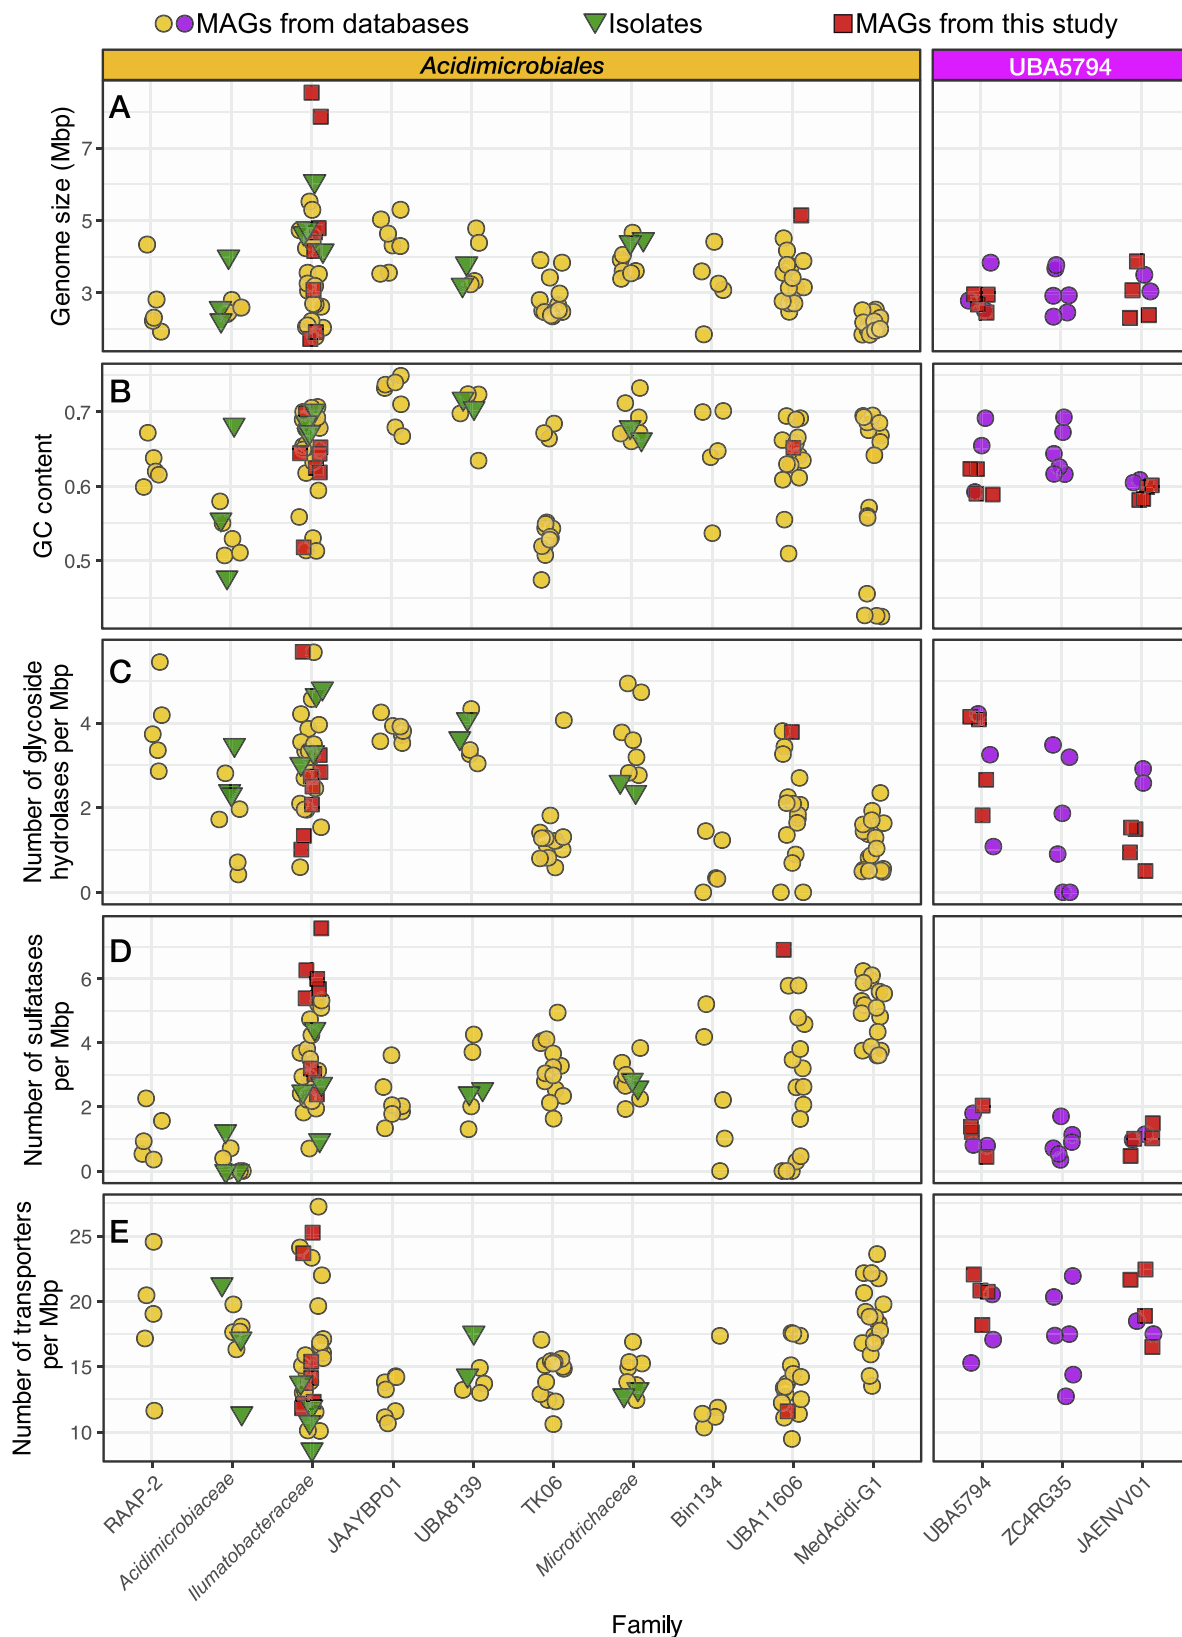 MAGs from databases
Isolates
MAGs from this study
Acidimicrobiales
UBA5794
A
Genome size (Mbp)
7
5
3
B
GC content
0.7
0.6
0.5
C
Number of glycoside
hydrolases per Mbp
4
2
0
D
Number of sulfatases
per Mbp
6
4
2
0
E
Number of transporters
per Mbp
25
20
15
10
RAAP-2
Acidimicrobiaceae
Ilumatobacteraceae
JAAYBP01
UBA8139
TK06
Microtrichaceae
Bin134
UBA11606
MedAcidi-G1
UBA5794
ZC4RG35
JAENVV01
Family